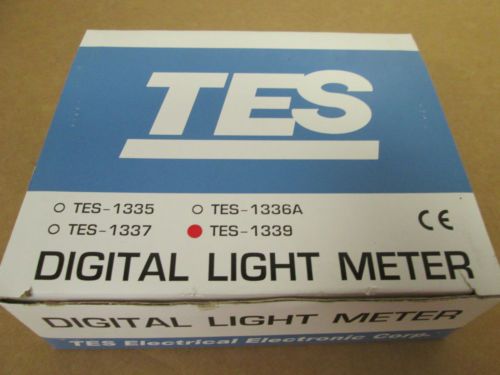 TES
TES-1335 TES-1336A
TES-1337 TES-1339
CE
DIGITAL LIGHT METER
DIGITAL LIGHT METER
TES Electrical Electronic Corp.